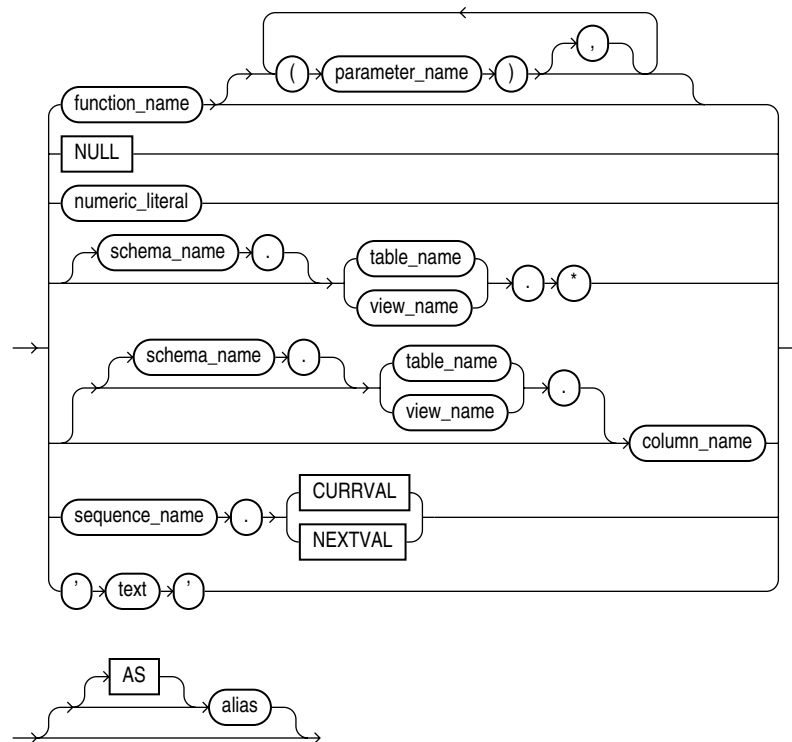 ,
( parameter_name )
function_name
NULL
numeric_literal
schema_name . table_name
. *
view_name
schema_name . table_name
.
view_name
column_name
CURRVAL
sequence_name .
NEXTVAL
' text '
AS
alias